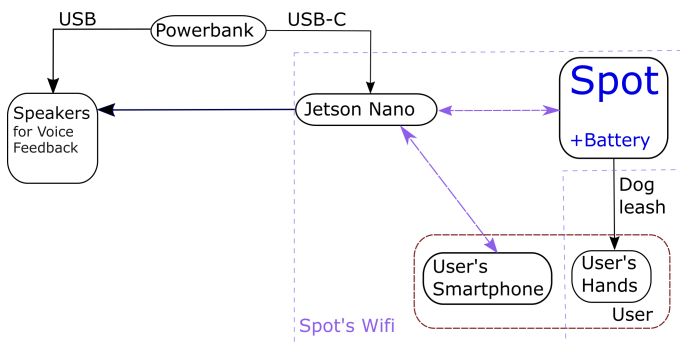 USB
Powerbank
USB-C
Speakers
for Voice
Feedback
Jetson Nano
Spot
+Battery
Dog
leash
User's
Smartphone
User's
Hands
User
Spot's Wifi